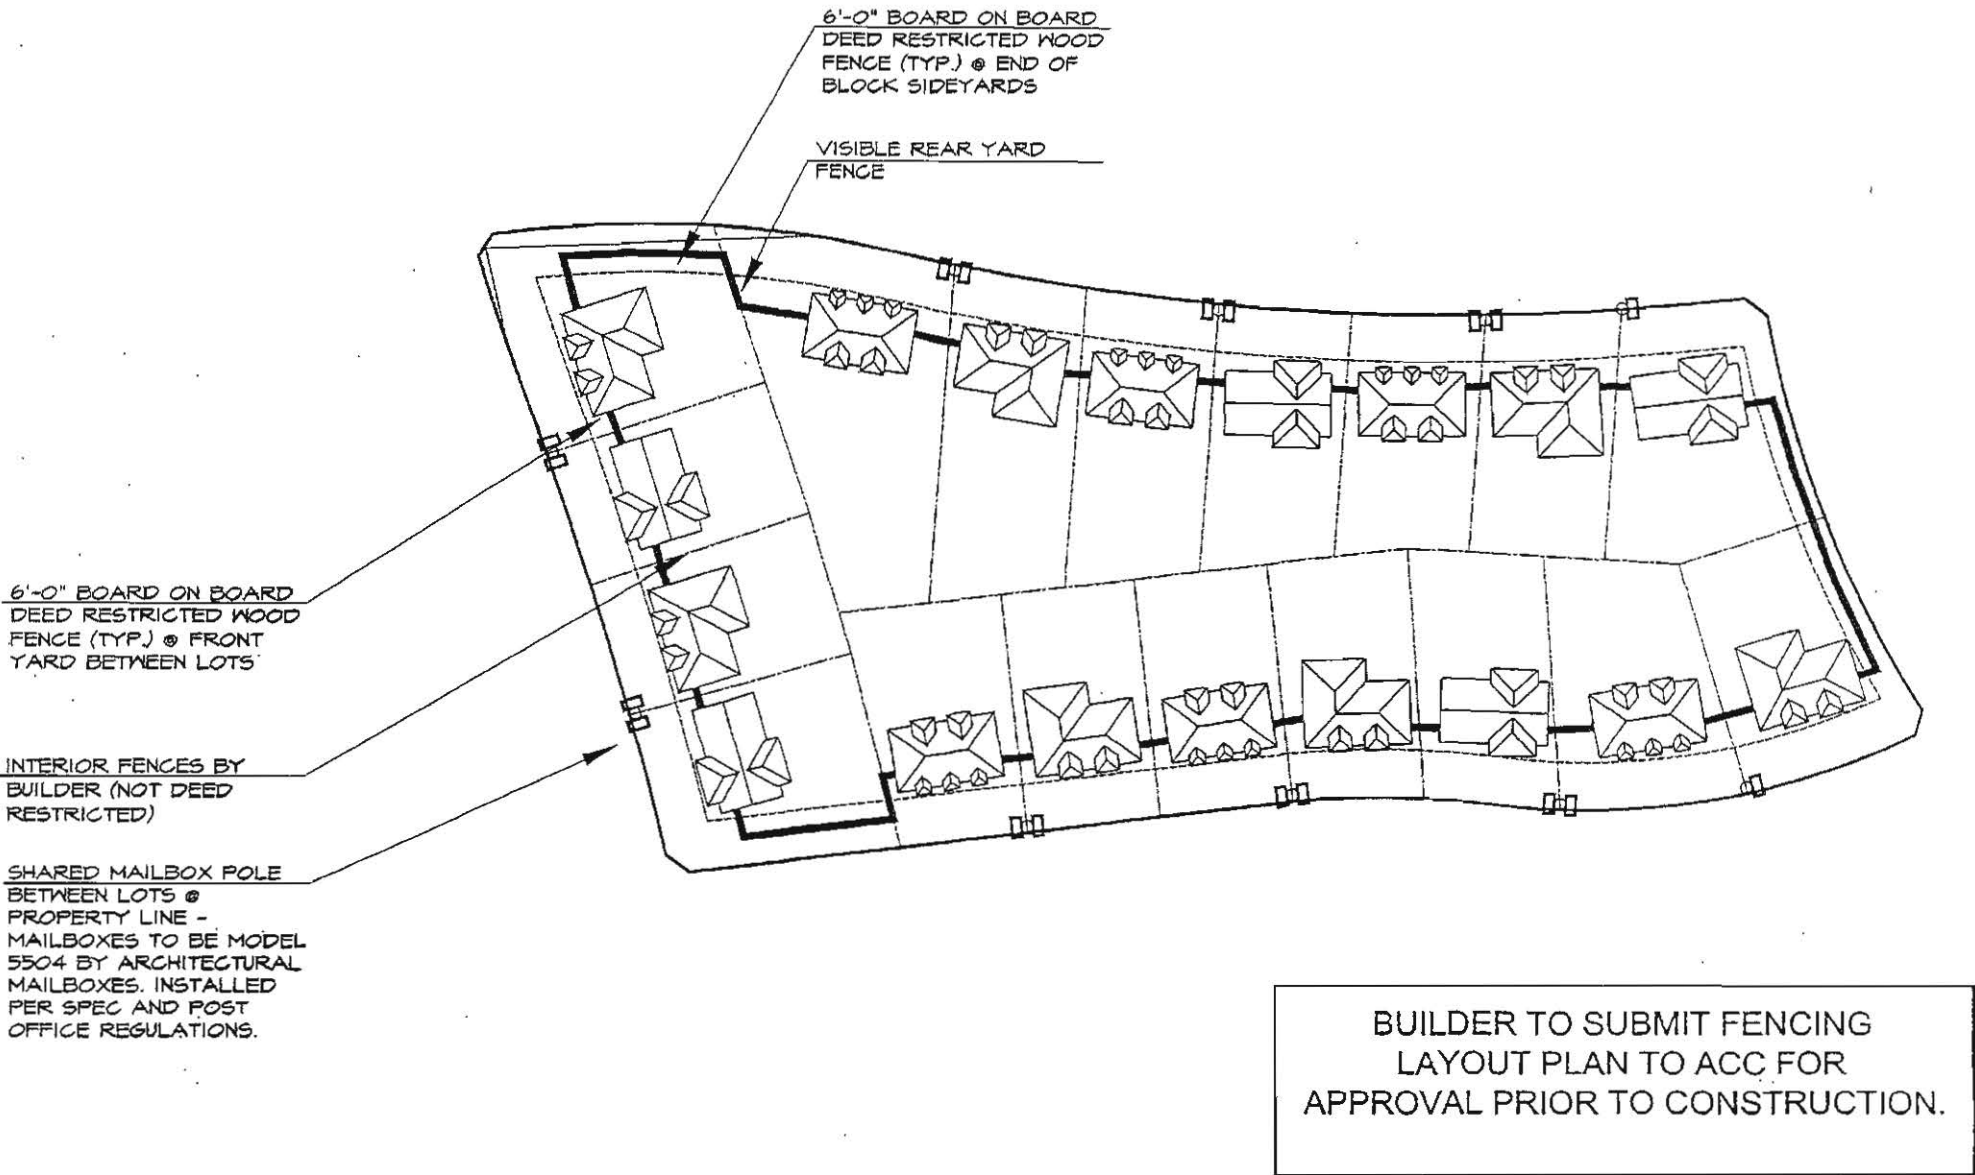 6'-0" BOARD ON BOARD
DEED RESTRICTED WOOD
FENCE (TYP.) @ END OF
BLOCK SIDEYARDS
VISIBLE REAR YARD
FENCE
6'-0" BOARD ON BOARD
DEED RESTRICTED WOOD
FENCE (TYP.) @ FRONT
YARD BETWEEN LOTS
INTERIOR FENCES BY
BUILDER (NOT DEED
RESTRICTED)
SHARED MAILBOX POLE
BETWEEN LOTS @
PROPERTY LINE -
MAILBOXES TO BE MODEL
5504 BY ARCHITECTURAL
MAILBOXES. INSTALLED
PER SPEC AND POST
OFFICE REGULATIONS.
BUILDER TO SUBMIT FENCING
LAYOUT PLAN TO ACC FOR
APPROVAL PRIOR TO CONSTRUCTION.